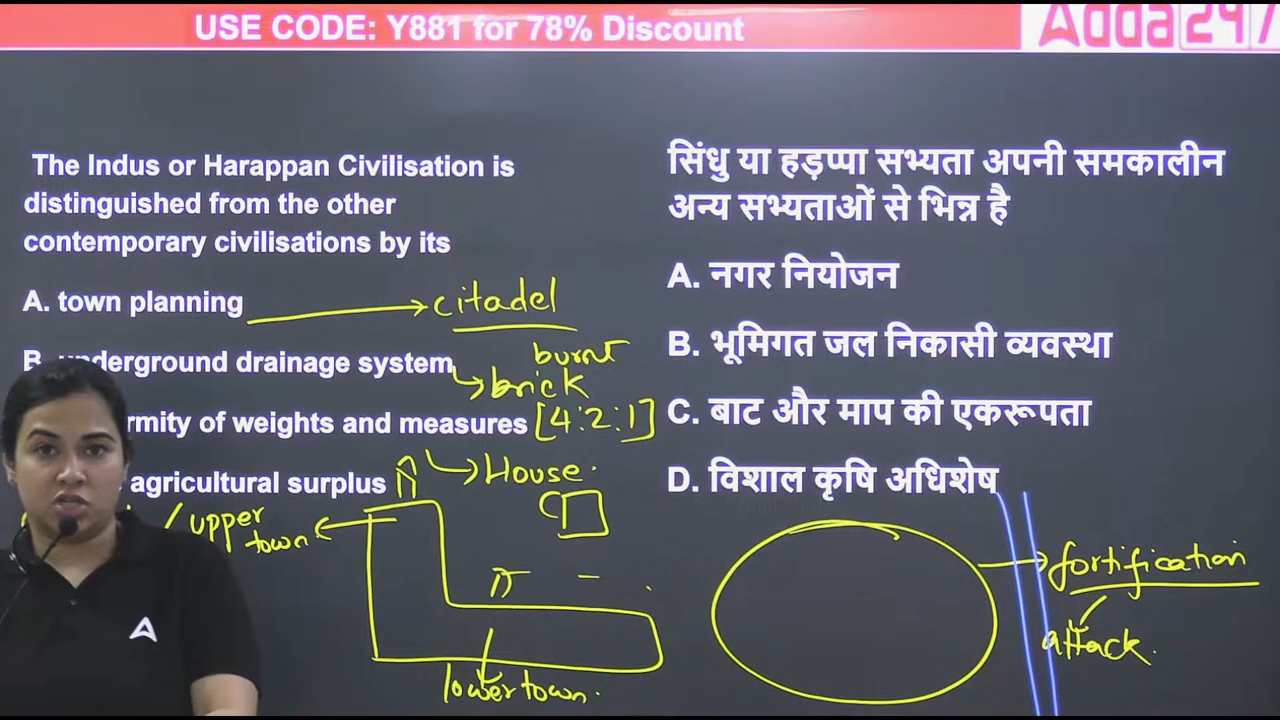 USE CODE: Y881 for 78% Discount
Adda247
The Indus or Harappan Civilisation is
distinguished from the other
contemporary civilisations by its
A. town planning
citadel
B. underground drainage system
burnt
brick
rmity of weights and measures [4:2:1]
House.
agricultural surplus
/ upper
town
lower town.
सिंधु या हड़प्पा सभ्यता अपनी समकालीन
अन्य सभ्यताओं से भिन्न है
A. नगर नियोजन
B. भूमिगत जल निकासी व्यवस्था
C. बाट और माप की एकरूपता
D. विशाल कृषि अधिशेष
fortification
attack.